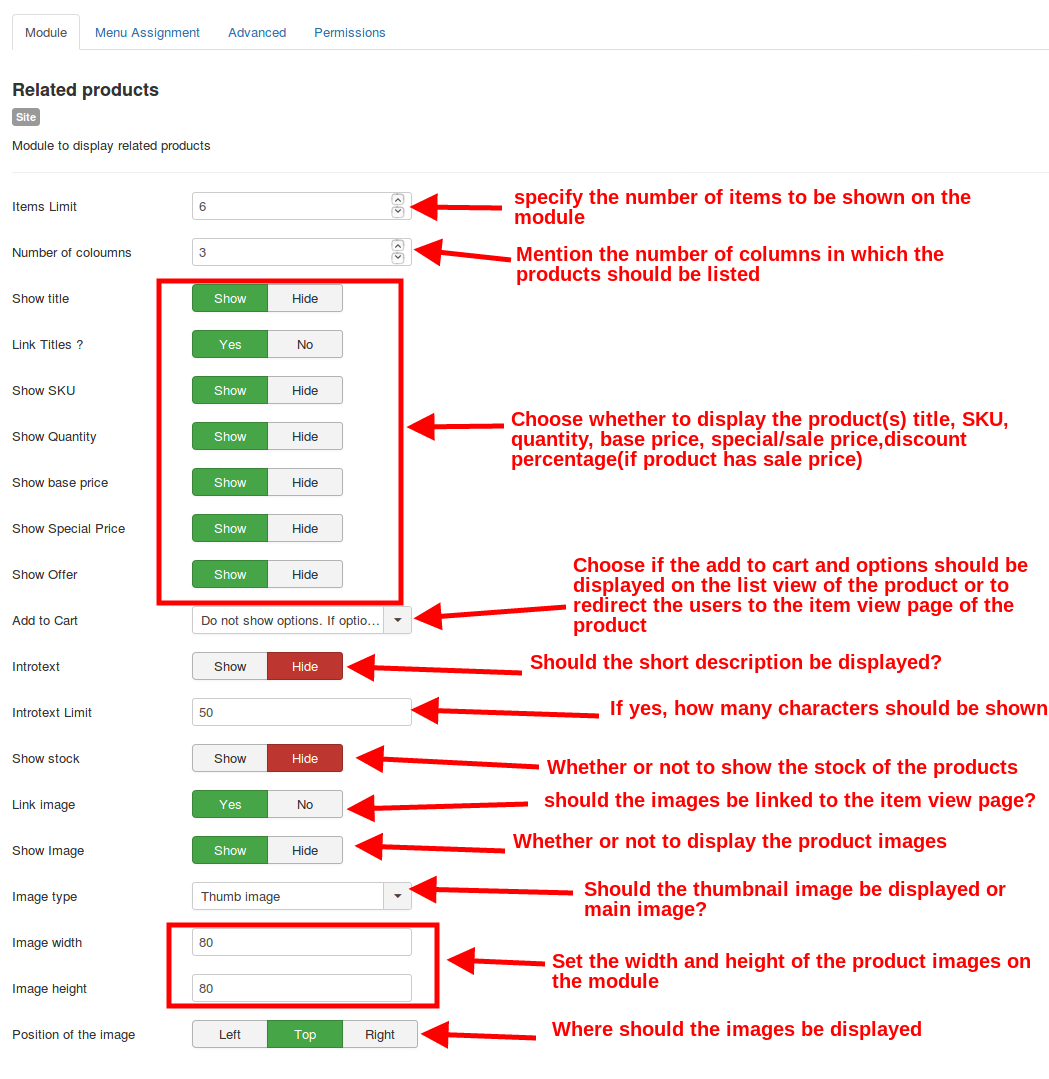 Module Menu Assignment Advanced Permissions
Related products
Site
Module to display related products
Items Limit 6
specify the number of items to be shown on the
module
Number of coloumns 3
Mention the number of columns in which the
products should be listed
Show title Show Hide
Link Titles ? Yes No
Show SKU Show Hide
Show Quantity Show Hide
Choose whether to display the product(s) title, SKU,
quantity, base price, special/sale price,discount
percentage(if product has sale price)
Show base price Show Hide
Show Special Price Show Hide
Show Offer Show Hide
Choose if the add to cart and options should be
displayed on the list view of the product or to
redirect the users to the item view page of the
product
Add to Cart Do not show options. If optio...
Introtext Show Hide
Should the short description be displayed?
Introtext Limit 50
If yes, how many characters should be shown
Show stock Show Hide
Whether or not to show the stock of the products
Link image Yes No
should the images be linked to the item view page?
Show Image Show Hide
Whether or not to display the product images
Image type Thumb image
Should the thumbnail image be displayed or
main image?
Image width 80
Set the width and height of the product images on
the module
Image height 80
Position of the image Left Top Right
Where should the images be displayed